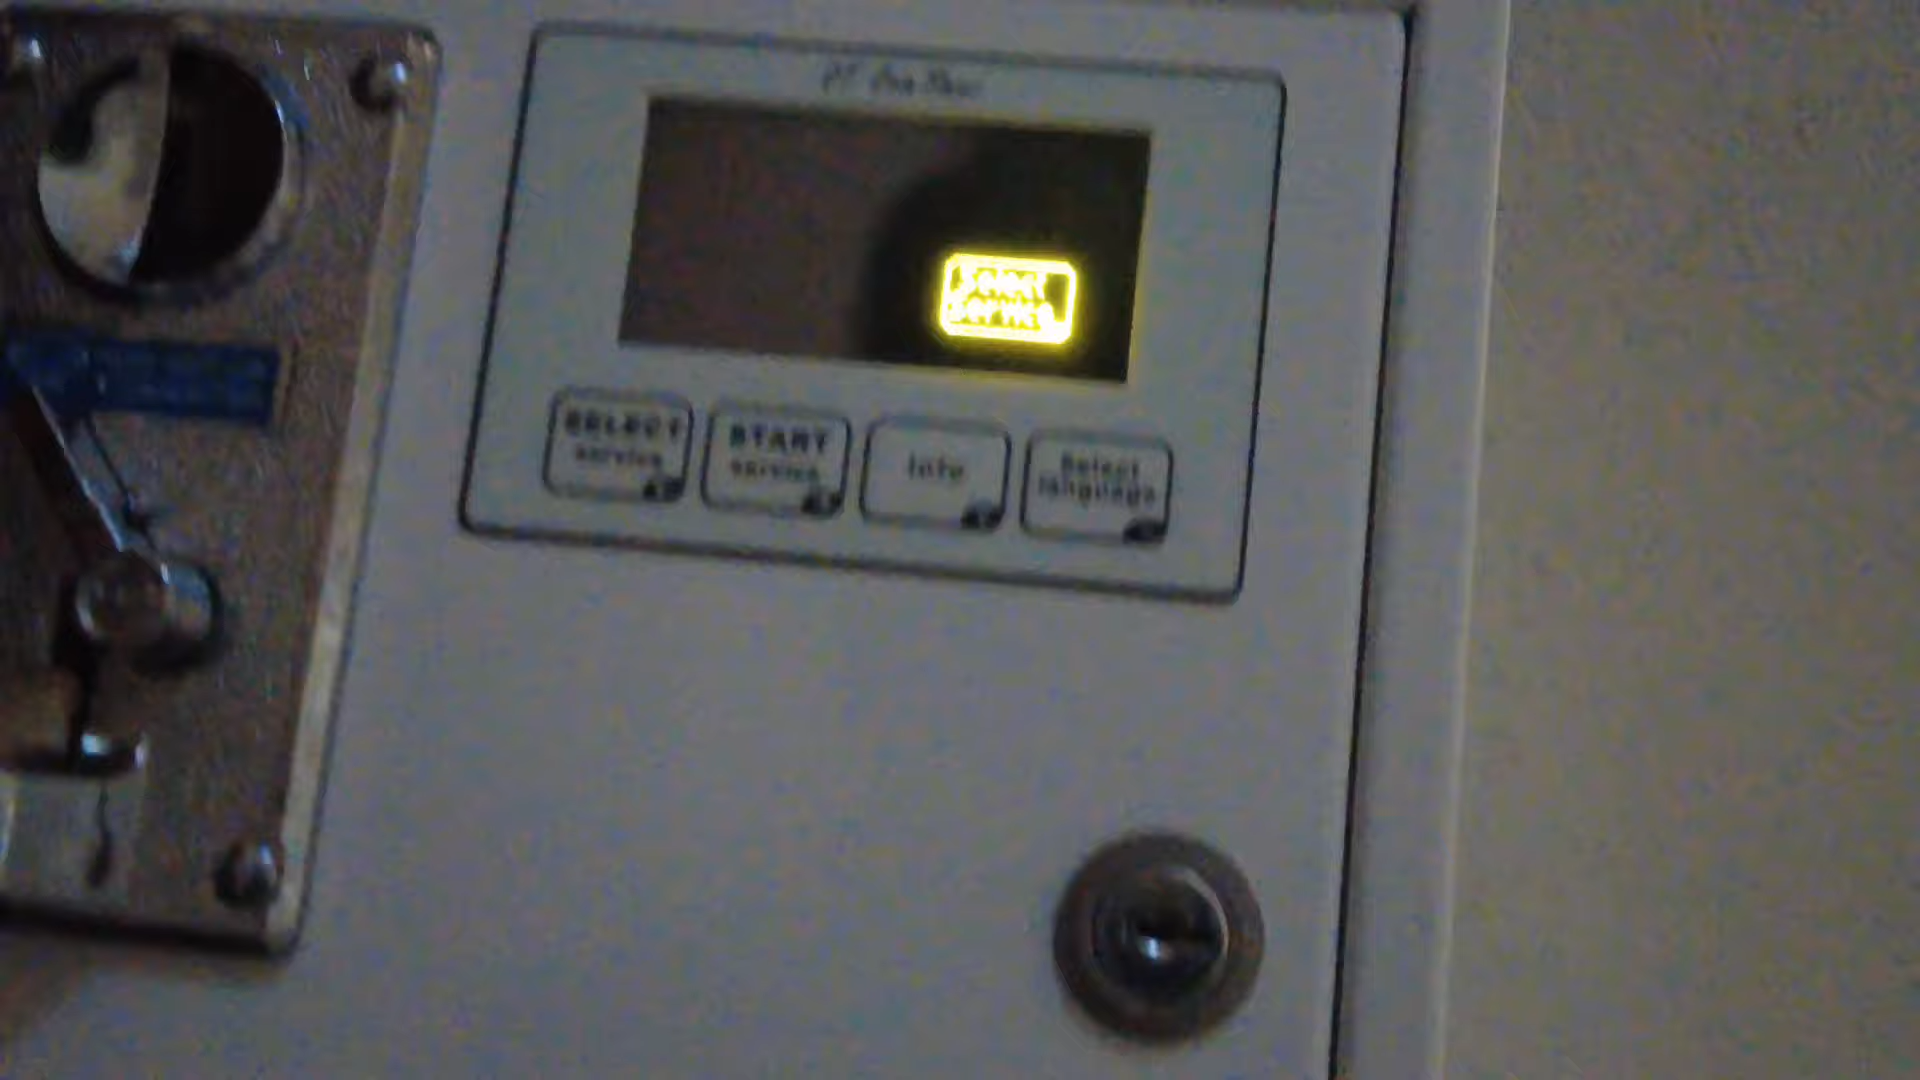 Select
Service
SELECT
service
START
service
Info
Select
language